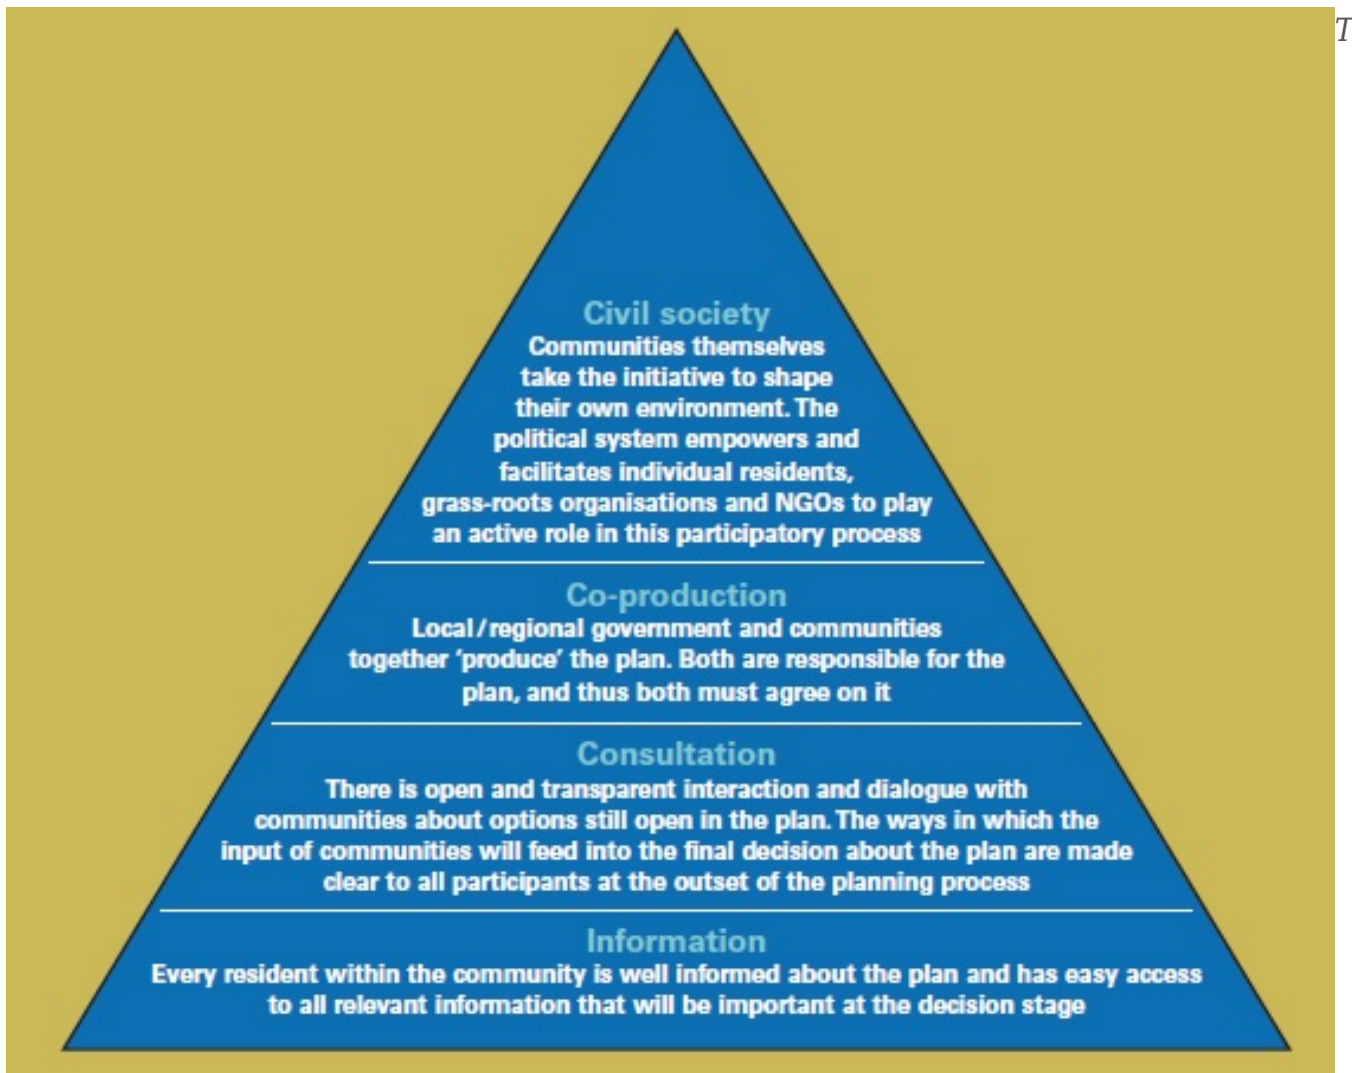 T
Civil society
Communities themselves
take the initiative to shape
their own environment. The
political system empowers and
facilitates individual residents,
grass-roots organisations and NGOs to play
an active role in this participatory process
Co-production
Local/regional government and communities
together ‘produce’ the plan. Both are responsible for the
plan, and thus both must agree on it
Consultation
There is open and transparent interaction and dialogue with
communities about options still open in the plan. The ways in which the
input of communities will feed into the final decision about the plan are made
clear to all participants at the outset of the planning process
Information
Every resident within the community is well informed about the plan and has easy access
to all relevant information that will be important at the decision stage